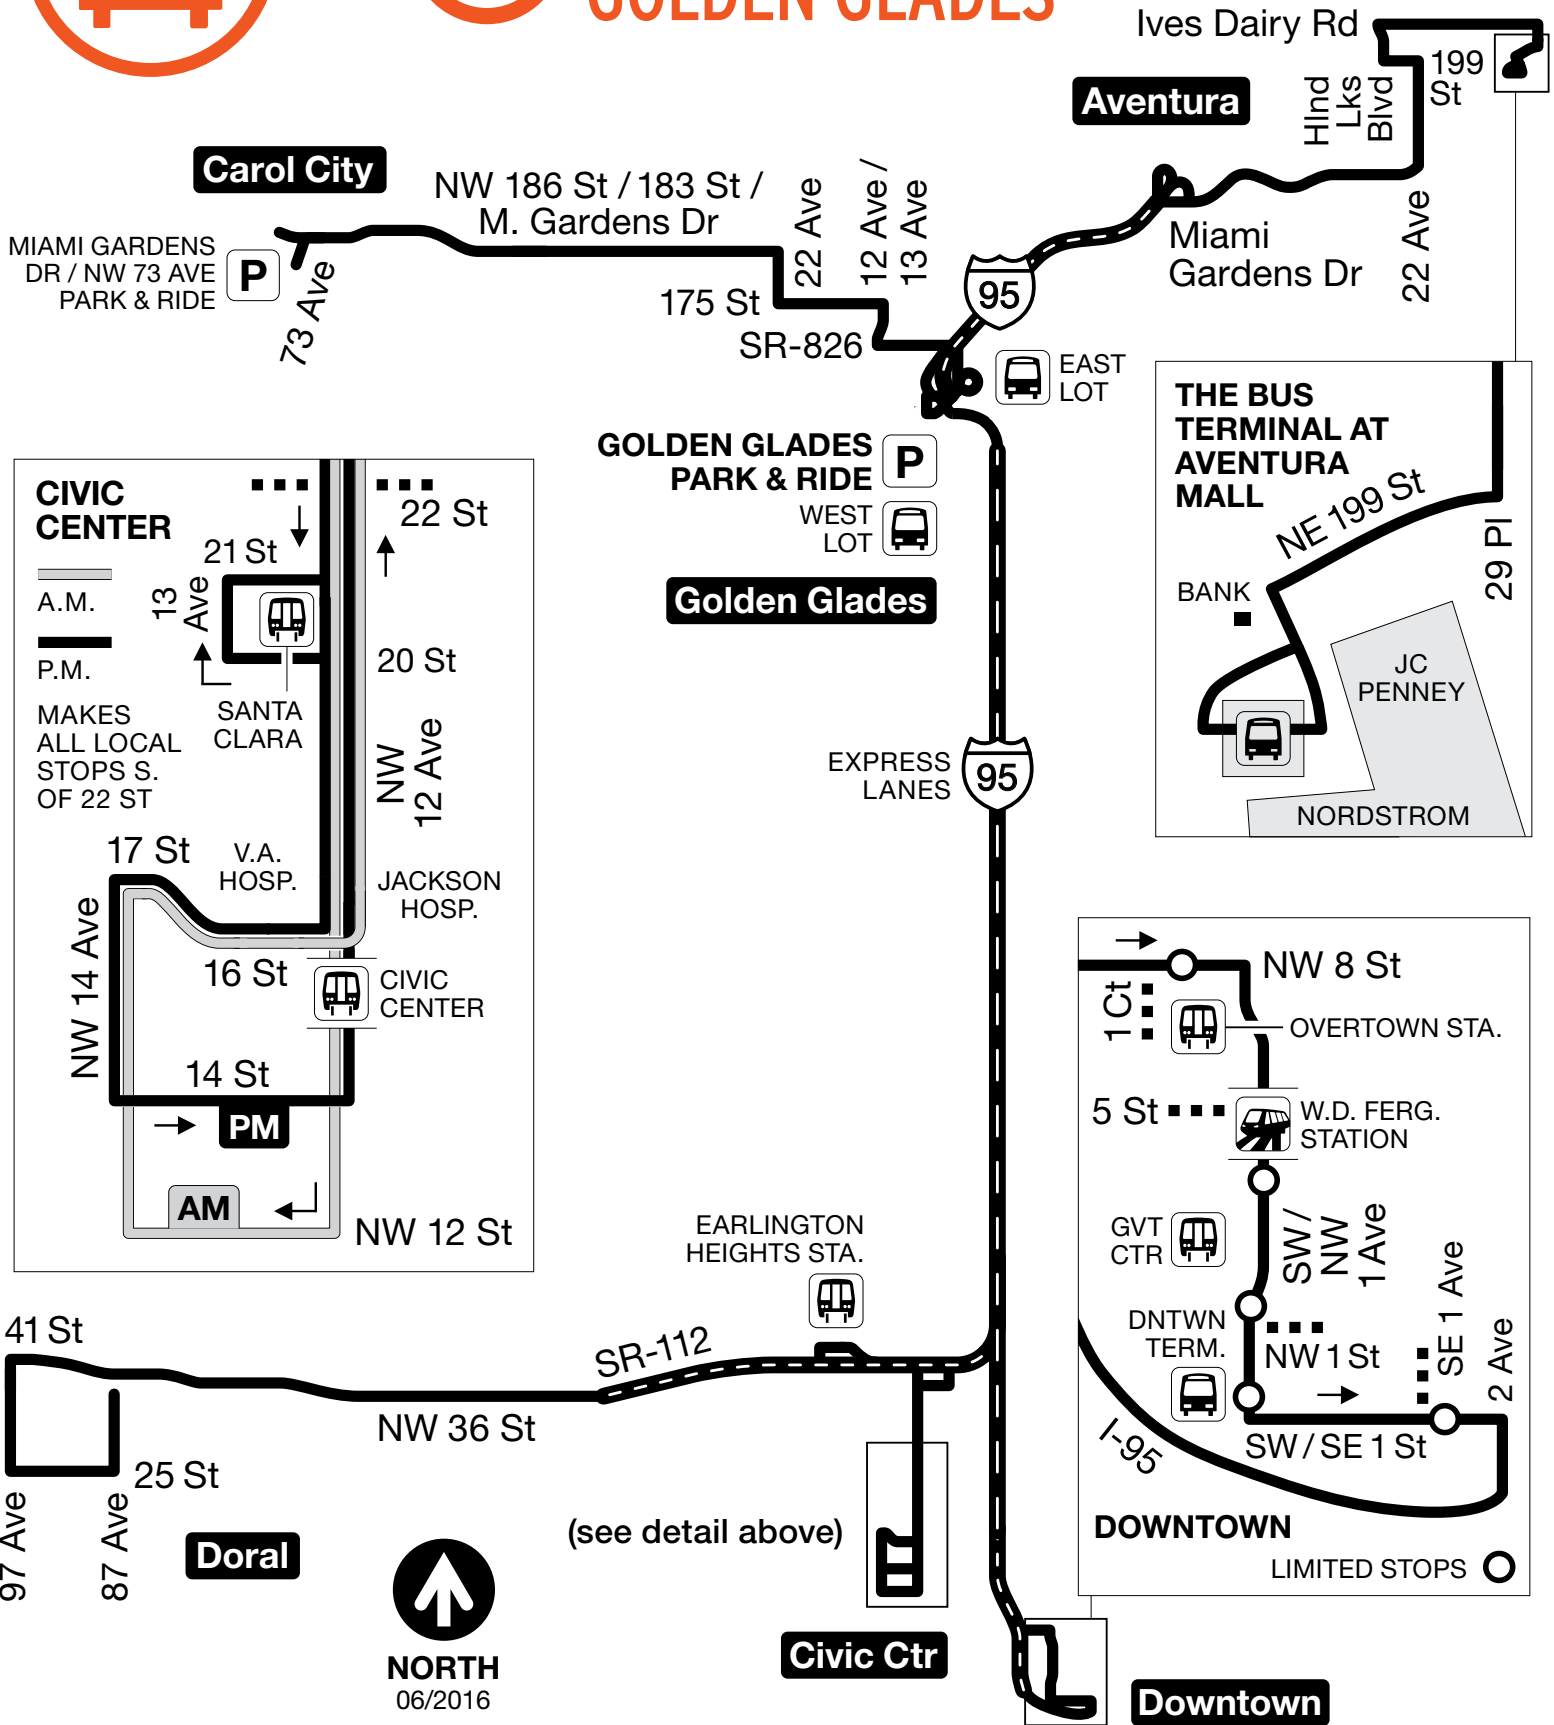 GOLDEN GLADES
Ives Dairy Rd
199
St
Hlnd
Lks
Blvd
Aventura
Carol City
NW 186 St / 183 St /
M. Gardens Dr
22 Ave
12 Ave /
13 Ave
Miami
Gardens Dr
22 Ave
MIAMI GARDENS
DR / NW 73 AVE
PARK & RIDE
P
73 Ave
175 St
SR-826
95
EAST
LOT
GOLDEN GLADES
PARK & RIDE
P
WEST
LOT
Golden Glades
EXPRESS
LANES
95
THE BUS
TERMINAL AT
AVENTURA
MALL
NE 199 St
29 Pl
BANK
JC
PENNEY
NORDSTROM
CIVIC
CENTER
22 St
21 St
13
Ave
A.M.
P.M.
20 St
MAKES
ALL LOCAL
STOPS S.
OF 22 ST
SANTA
CLARA
NW
12 Ave
17 St
V.A.
HOSP.
JACKSON
HOSP.
NW 14 Ave
16 St
CIVIC
CENTER
14 St
PM
AM
NW 12 St
NW 8 St
1 Ct
OVERTOWN STA.
5 St
W.D. FERG.
STATION
GVT
CTR
SW /
NW
1 Ave
DNTWN
TERM.
NW 1 St
SE 1 Ave
2 Ave
SW / SE 1 St
I-95
DOWNTOWN
LIMITED STOPS
EARLINGTON
HEIGHTS STA.
41 St
SR-112
NW 36 St
25 St
97 Ave
87 Ave
Doral
(see detail above)
NORTH
06/2016
Civic Ctr
Downtown